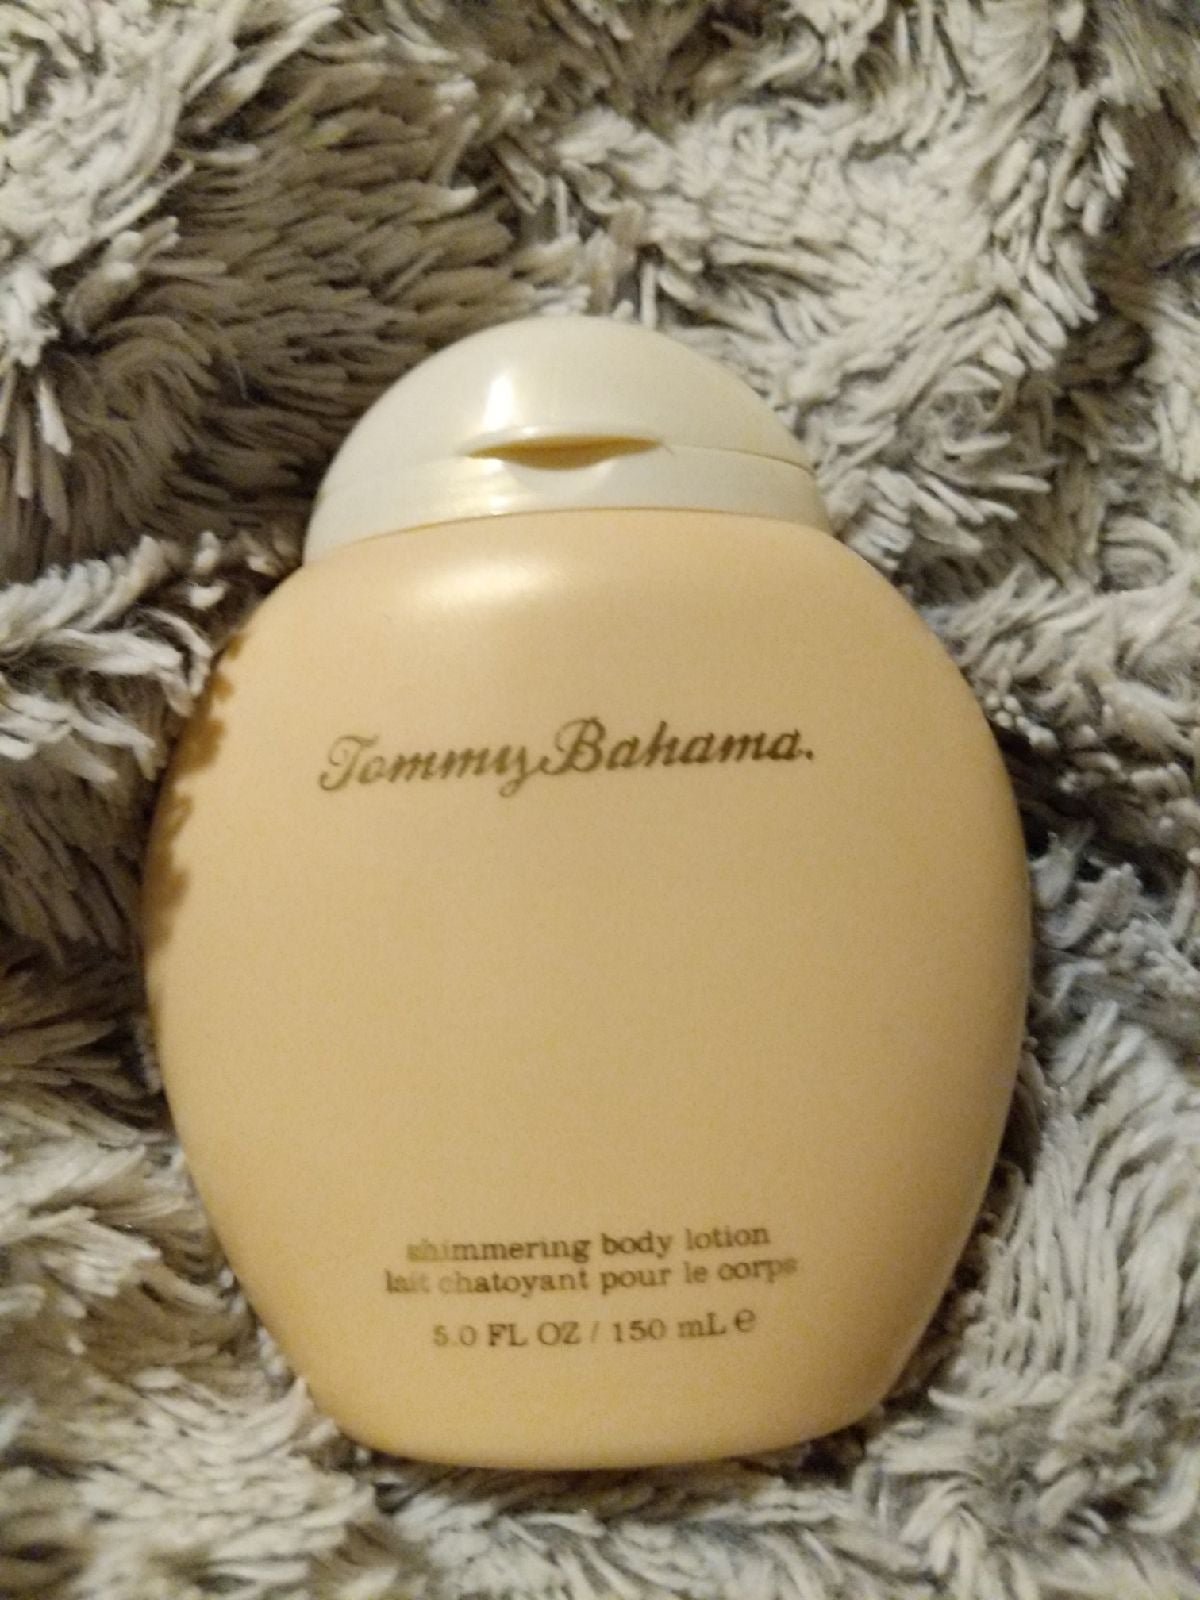 Tommy Bahama.
shimmering body lotion
lait chatoyant pour le corps
5.0 FL OZ / 150 mL ℮